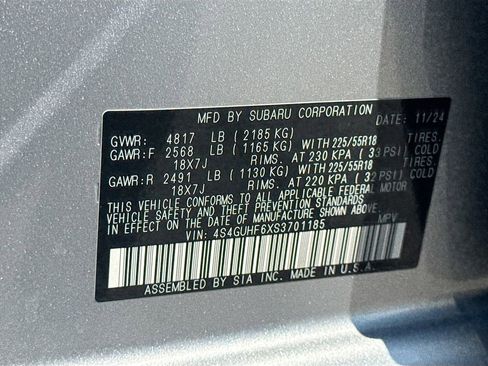 MFD BY SUBARU CORPORATION DATE: 11/24
GVWR: 4817 LB ( 2185 KG)
GAWR:F 2568 LB ( 1165 KG) WITH 225/55R18 TIRES.
18X7J RIMS. AT 230 KPA ( 33 PSI) COLD
GAWR:R 2491 LB ( 1130 KG) WITH 225/55R18 TIRES.
18X7J RIMS. AT 220 KPA ( 32 PSI) COLD
THIS VEHICLE CONFORMS TO ALL APPLICABLE FEDERAL MOTOR
VEHICLE SAFETY AND THEFT PREVENTION STANDARDS
IN EFFECT ON THE DATE OF MANUFACTURE SHOWN ABOVE.
VIN: 4S4GUHF6XS3701185 MPV
ASSEMBLED BY SIA INC. MADE IN U.S.A.